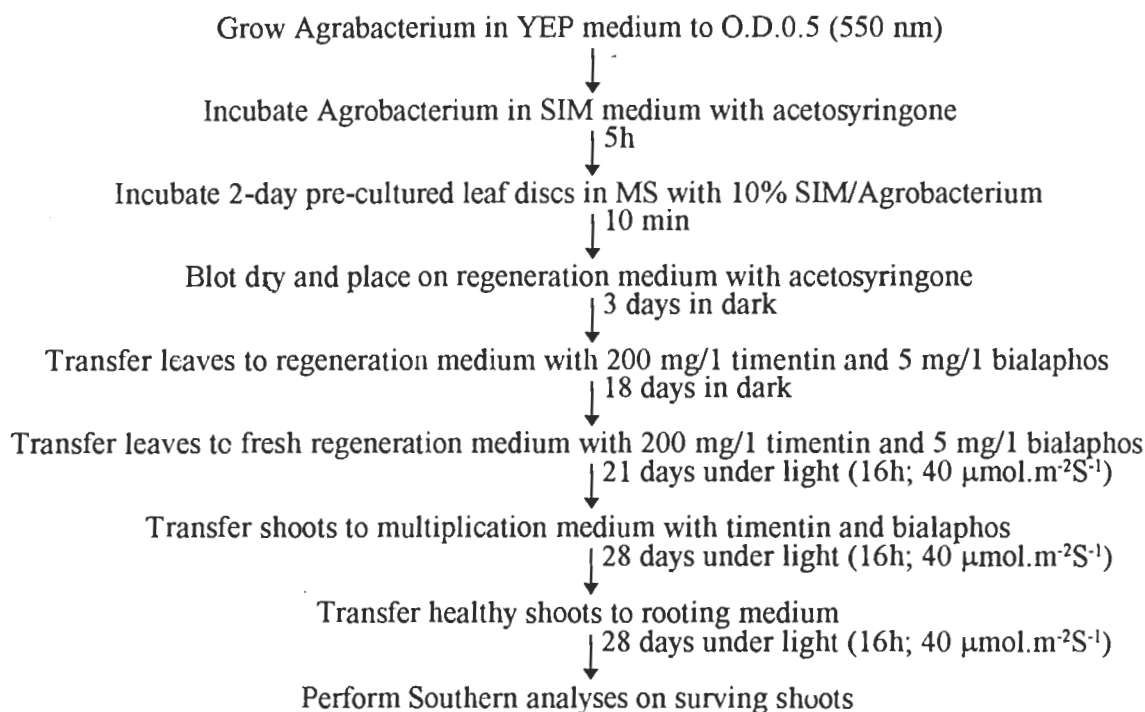 Grow Agrabacterium in YEP medium to O.D.0.5 (550 nm)
Incubate Agrobacterium in SIM medium with acetosyringone
5h
Incubate 2-day pre-cultured leaf discs in MS with 10% SIM/Agrobacterium
10 min
Blot dry and place on regeneration medium with acetosyringone
3 days in dark
Transfer leaves to regeneration medium with 200 mg/1 timentin and 5 mg/1 bialaphos
18 days in dark
Transfer leaves to fresh regeneration medium with 200 mg/1 timentin and 5 mg/1 bialaphos
21 days under light (16h; 40 µmol.m⁻²S⁻¹)
Transfer shoots to multiplication medium with timentin and bialaphos
28 days under light (16h; 40 µmol.m⁻²S⁻¹)
Transfer healthy shoots to rooting medium
28 days under light (16h; 40 µmol.m⁻²S⁻¹)
Perform Southern analyses on surving shoots